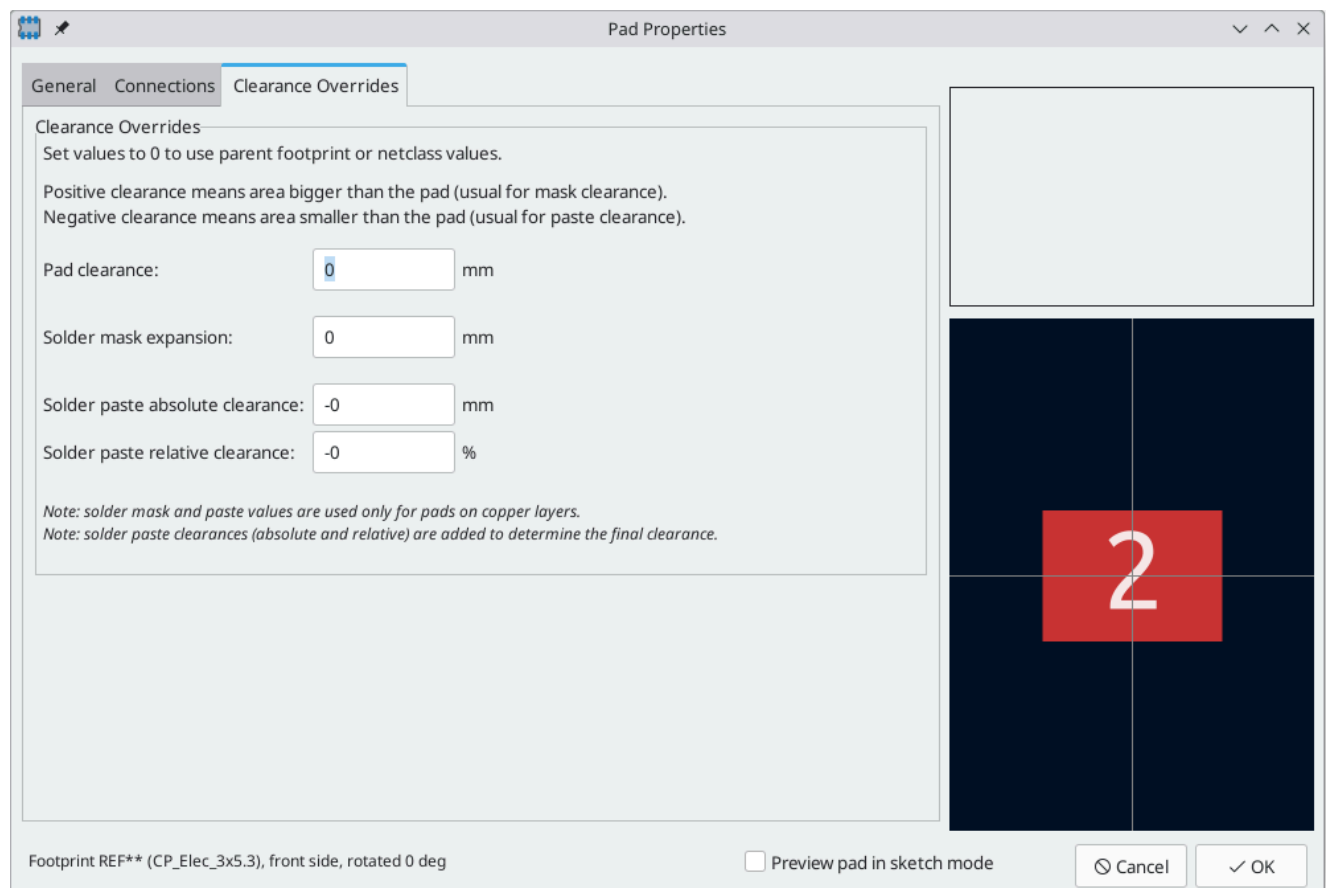 Pad Properties
General Connections Clearance Overrides
Clearance Overrides
Set values to 0 to use parent footprint or netclass values.
Positive clearance means area bigger than the pad (usual for mask clearance).
Negative clearance means area smaller than the pad (usual for paste clearance).
Pad clearance: 0 mm
Solder mask expansion: 0 mm
Solder paste absolute clearance: -0 mm
Solder paste relative clearance: -0 %
Note: solder mask and paste values are used only for pads on copper layers.
Note: solder paste clearances (absolute and relative) are added to determine the final clearance.
2
Footprint REF** (CP_Elec_3x5.3), front side, rotated 0 deg
Preview pad in sketch mode
Cancel
OK